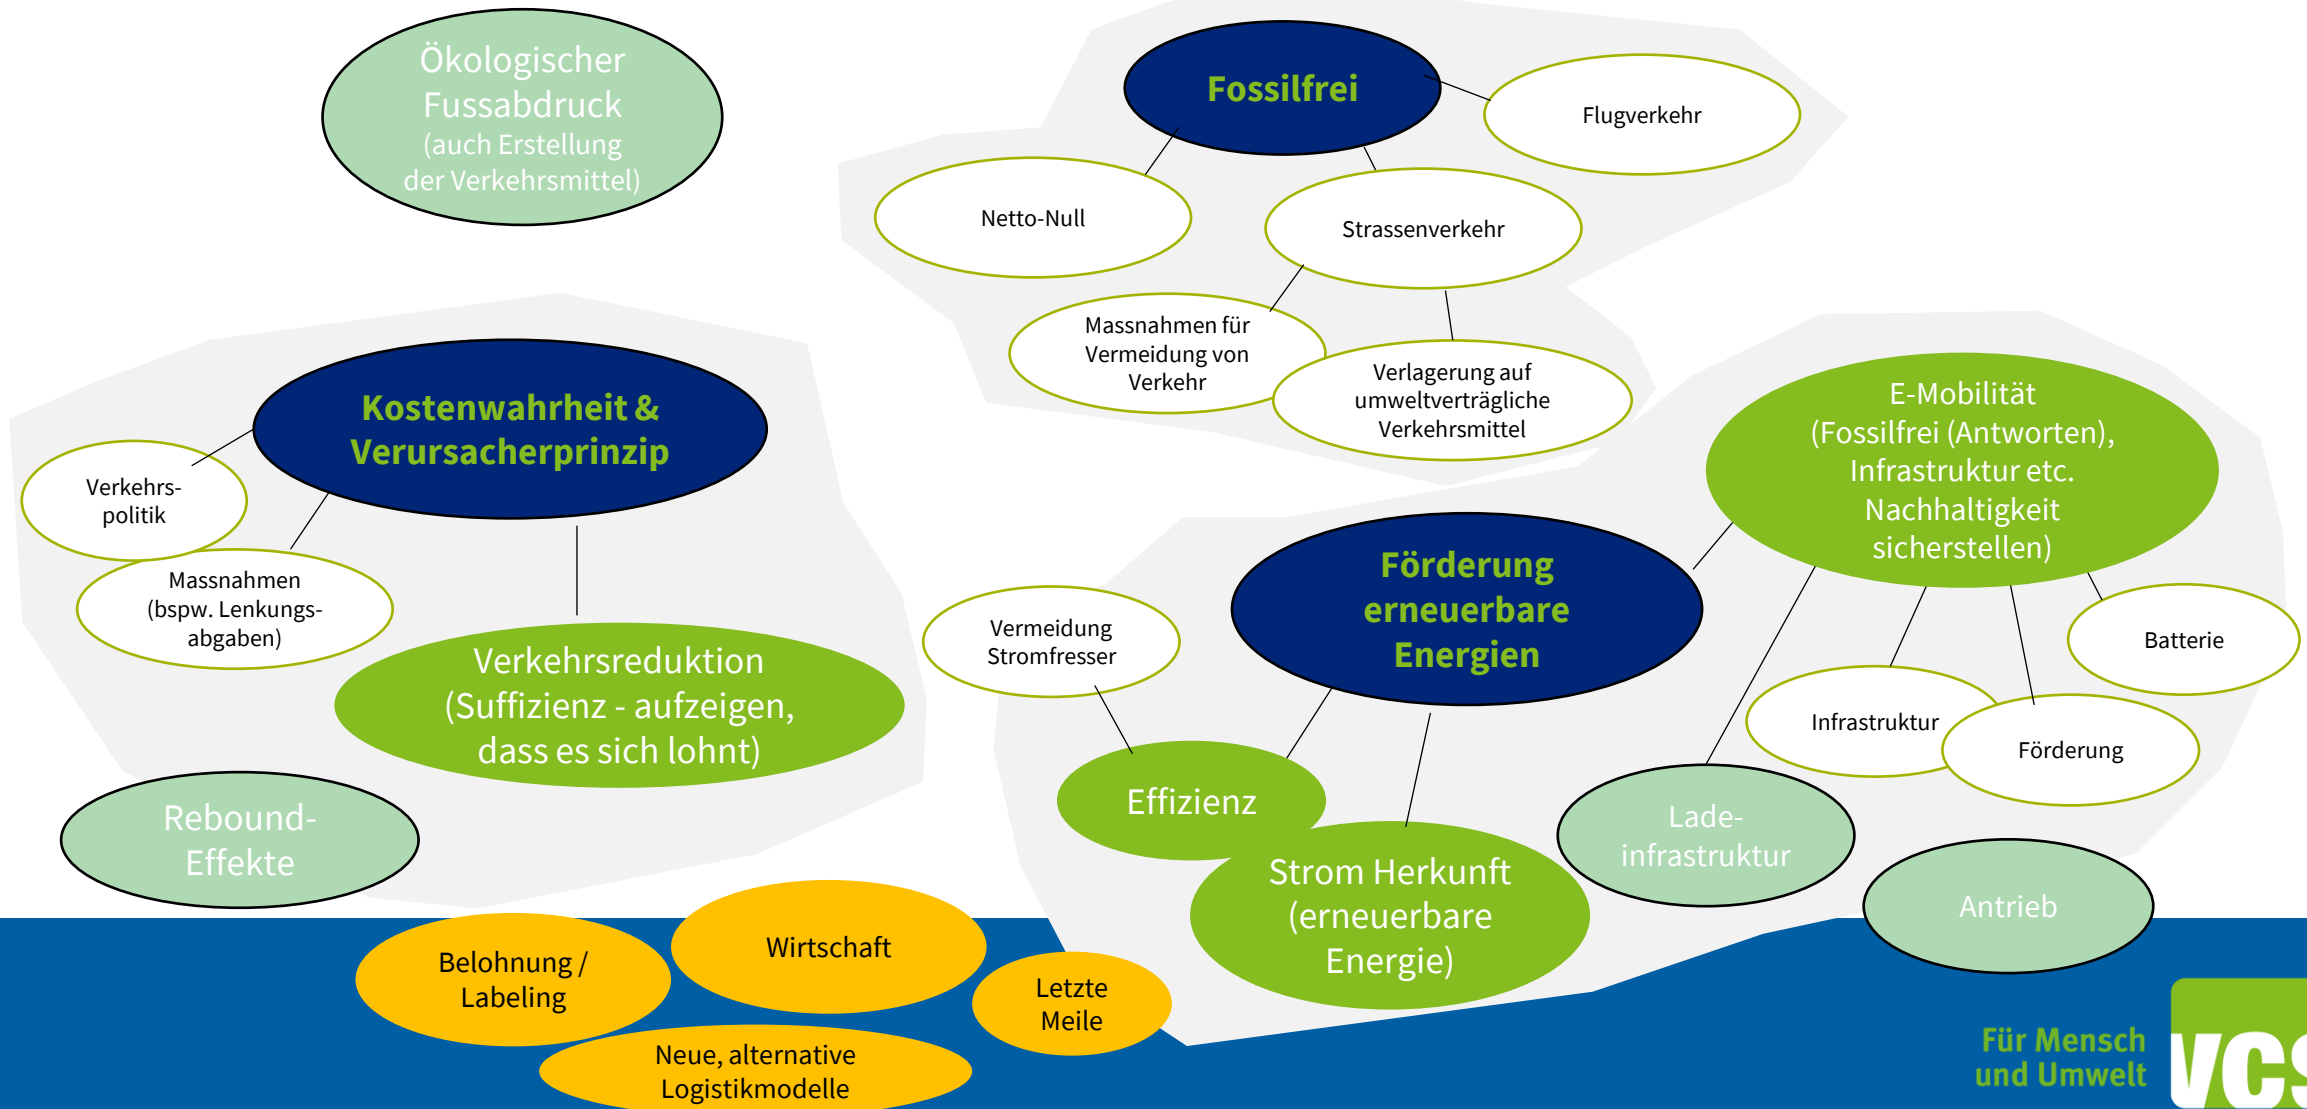 Ökologischer
Fussabdruck
(auch Erstellung
der Verkehrsmittel)
Fossilfrei
Flugverkehr
Netto-Null
Strassenverkehr
Massnahmen für
Vermeidung von
Verkehr
Verlagerung auf
umweltverträgliche
Verkehrsmittel
Kostenwahrheit &
Verursacherprinzip
Verkehrs-
politik
Massnahmen
(bspw. Lenkungs-
abgaben)
Verkehrsreduktion
(Suffizienz - aufzeigen,
dass es sich lohnt)
Rebound-
Effekte
E-Mobilität
(Fossilfrei (Antworten),
Infrastruktur etc.
Nachhaltigkeit
sicherstellen)
Förderung
erneuerbare
Energien
Vermeidung
Stromfresser
Batterie
Infrastruktur
Förderung
Effizienz
Strom Herkunft
(erneuerbare
Energie)
Lade-
infrastruktur
Antrieb
Belohnung /
Labeling
Wirtschaft
Letzte
Meile
Neue, alternative
Logistikmodelle
Für Mensch
und Umwelt
VCS